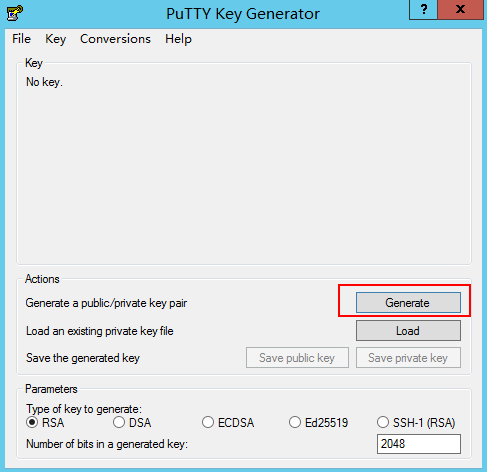 PuTTY Key Generator
?
x
File Key Conversions Help
Key
No key.
Actions
Generate a public/private key pair Generate
Load an existing private key file Load
Save the generated key Save public key Save private key
Parameters
Type of key to generate:
RSA DSA ECDSA Ed25519 SSH-1 (RSA)
Number of bits in a generated key: 2048